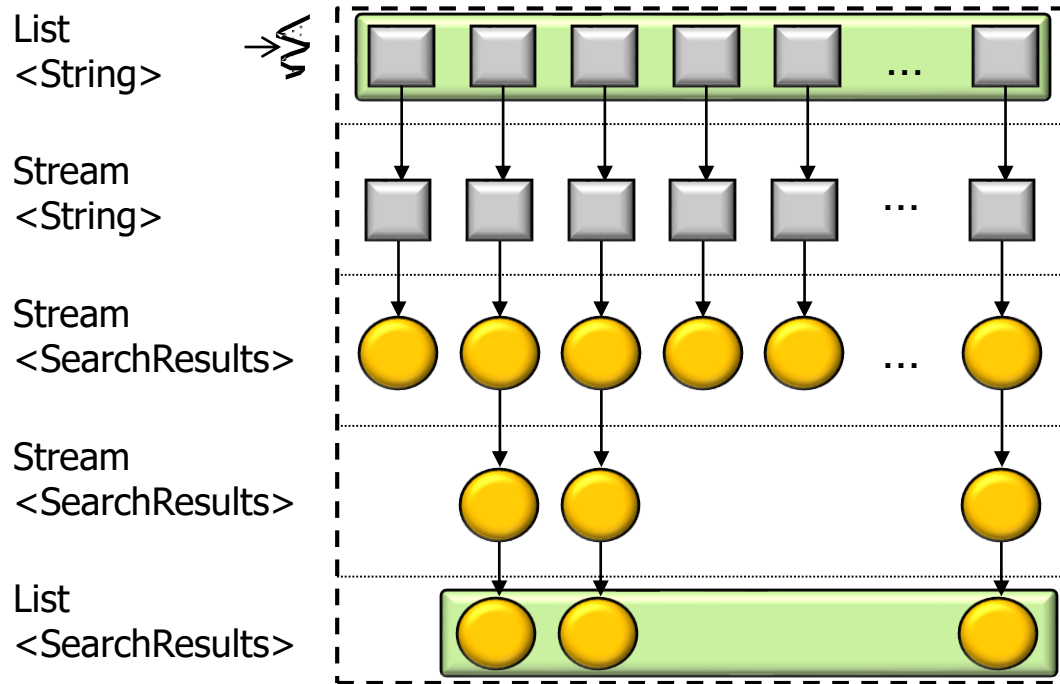 List
<String>
...
Stream
<String>
...
Stream
<SearchResults>
...
Stream
<SearchResults>
List
<SearchResults>